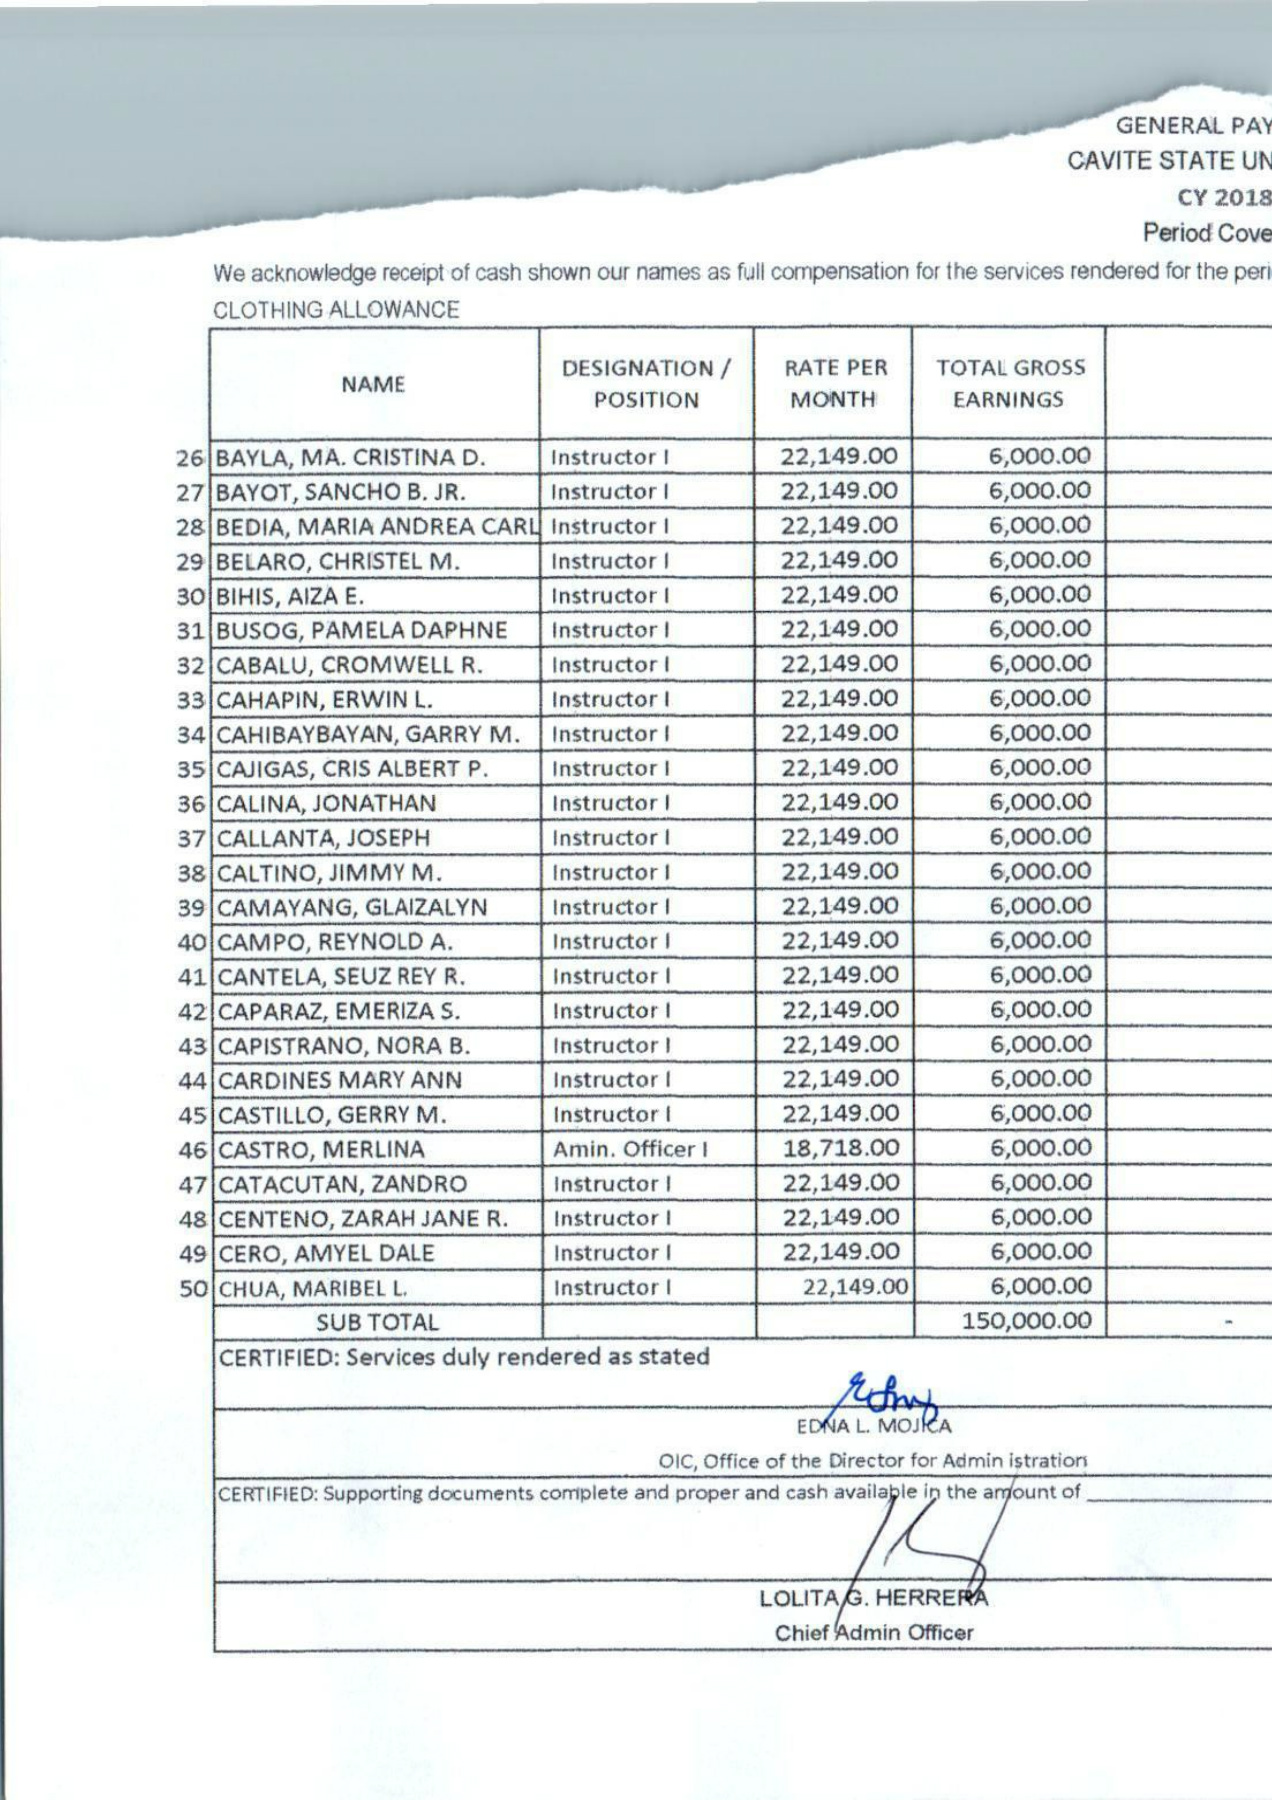 GENERAL PAY
CAVITE STATE UN
CY 2018
Period Cove
We acknowledge receipt of cash shown our names as full compensation for the services rendered for the peri
CLOTHING ALLOWANCE
NAME DESIGNATION / POSITION RATE PER MONTH TOTAL GROSS EARNINGS
26 BAYLA, MA. CRISTINA D. Instructor I 22,149.00 6,000.00
27 BAYOT, SANCHO B. JR. Instructor I 22,149.00 6,000.00
28 BEDIA, MARIA ANDREA CARL Instructor I 22,149.00 6,000.00
29 BELARO, CHRISTEL M. Instructor I 22,149.00 6,000.00
30 BIHIS, AIZA E. Instructor I 22,149.00 6,000.00
31 BUSOG, PAMELA DAPHNE Instructor I 22,149.00 6,000.00
32 CABALU, CROMWELL R. Instructor I 22,149.00 6,000.00
33 CAHAPIN, ERWIN L. Instructor I 22,149.00 6,000.00
34 CAHIBAYBAYAN, GARRY M. Instructor I 22,149.00 6,000.00
35 CAJIGAS, CRIS ALBERT P. Instructor I 22,149.00 6,000.00
36 CALINA, JONATHAN Instructor I 22,149.00 6,000.00
37 CALLANTA, JOSEPH Instructor I 22,149.00 6,000.00
38 CALTINO, JIMMY M. Instructor I 22,149.00 6,000.00
39 CAMAYANG, GLAIZALYN Instructor I 22,149.00 6,000.00
40 CAMPO, REYNOLD A. Instructor I 22,149.00 6,000.00
41 CANTELA, SEUZ REY R. Instructor I 22,149.00 6,000.00
42 CAPARAZ, EMERIZA S. Instructor I 22,149.00 6,000.00
43 CAPISTRANO, NORA B. Instructor I 22,149.00 6,000.00
44 CARDINES MARY ANN Instructor I 22,149.00 6,000.00
45 CASTILLO, GERRY M. Instructor I 22,149.00 6,000.00
46 CASTRO, MERLINA Amin. Officer I 18,718.00 6,000.00
47 CATACUTAN, ZANDRO Instructor I 22,149.00 6,000.00
48 CENTENO, ZARAH JANE R. Instructor I 22,149.00 6,000.00
49 CERO, AMYEL DALE Instructor I 22,149.00 6,000.00
50 CHUA, MARIBEL L. Instructor I 22,149.00 6,000.00
SUB TOTAL 150,000.00 -
CERTIFIED: Services duly rendered as stated
EDNA L. MOJICA
OIC, Office of the Director for Admin istration
CERTIFIED: Supporting documents complete and proper and cash available in the amount of
LOLITA G. HERRERA
Chief Admin Officer